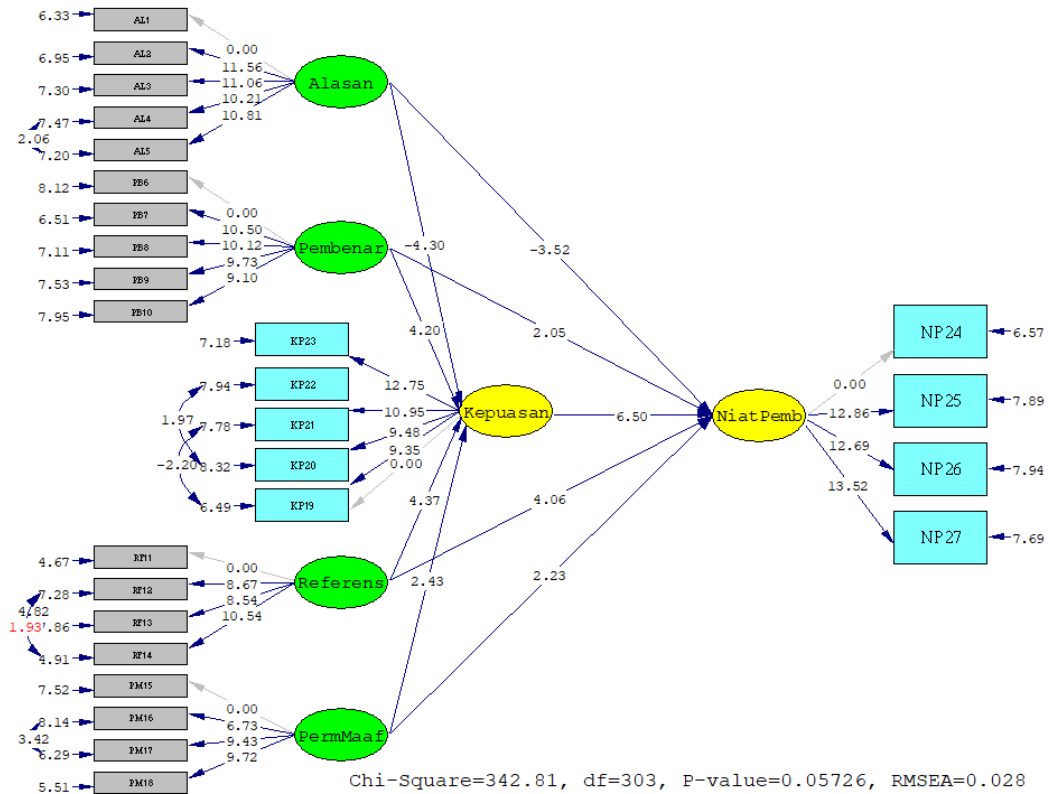 6.33 AL1
0.00
6.95 AL2
11.56
7.30 AL3
11.06
10.21
7.47 AL4
10.81
2.06
7.20 AL5
Alasan
8.12 PB6
0.00
6.51 PB7
10.50
7.11 PB8
10.12
9.73
7.53 PB9
9.10
7.95 PB10
Pembenar
-4.30
-3.52
4.20
2.05
7.18 KP23
12.75
7.94 KP22
10.95
1.97
7.78 KP21
9.48
9.35
-2.20
8.32 KP20
0.00
6.49 KP19
Kepuasan
6.50
NiatPemb
0.00
NP24 6.57
12.86
NP25 7.89
12.69
NP26 7.94
13.52
NP27 7.69
4.37
4.06
4.67 RF11
0.00
7.28 RF12
8.67
4.82
8.54
1.93 7.86 RF13
10.54
4.91 RF14
Referens
2.43
2.23
7.52 PM15
0.00
8.14 PM16
6.73
3.42
9.43
6.29 PM17
9.72
5.51 PM18
PermMaaf
Chi-Square=342.81, df=303, P-value=0.05726, RMSEA=0.028